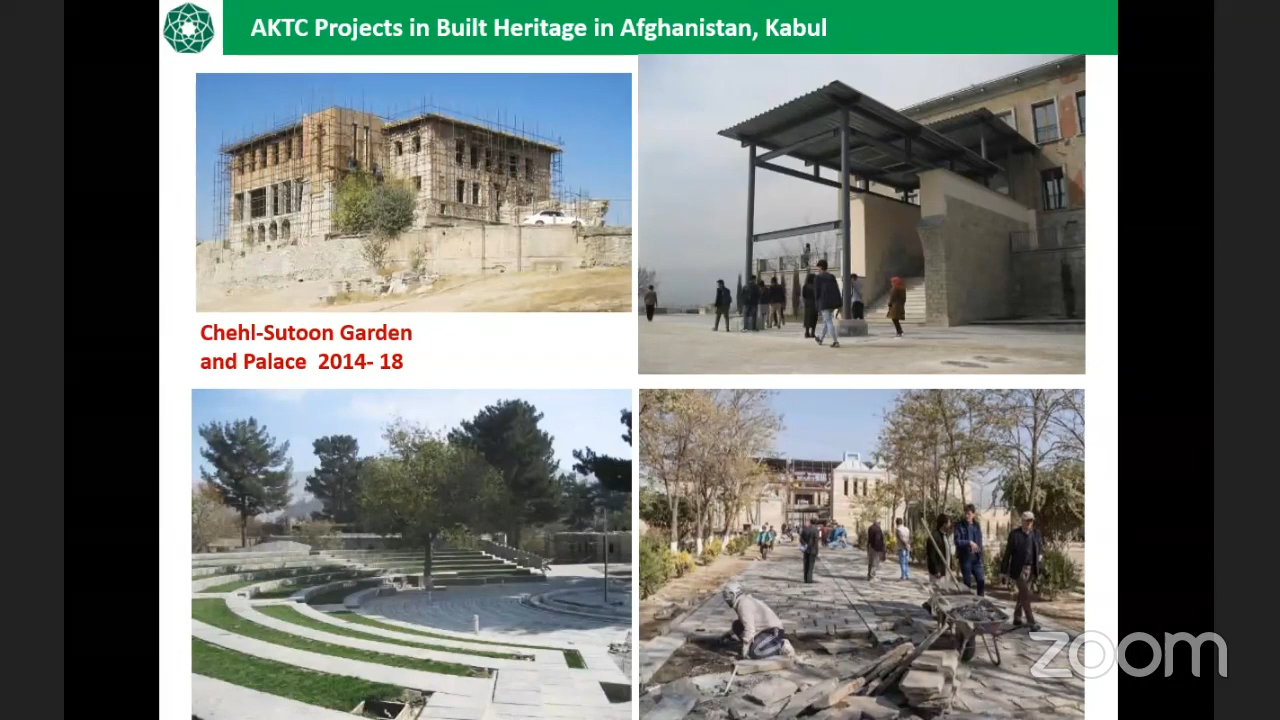 AKTC Projects in Built Heritage in Afghanistan, Kabul
Chehl-Sutoon Garden
and Palace 2014- 18
zoom